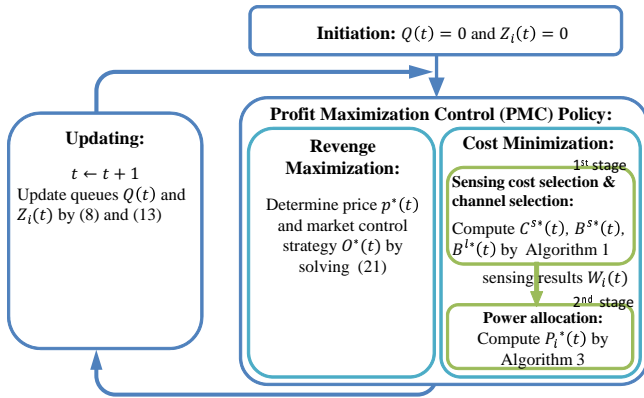 Initiation: Q(t) = 0 and Z_i(t) = 0
Profit Maximization Control (PMC) Policy:
Updating:
t ← t + 1
Update queues Q(t) and
Z_i(t) by (8) and (13)
Revenge
Maximization:
Determine price p*(t)
and market control
strategy O*(t) by
solving (21)
Cost Minimization:
1st stage
Sensing cost selection &
channel selection:
Compute C^{s*}(t), B^{s*}(t),
B^{l*}(t) by Algorithm 1
sensing results W_i(t)
2nd stage
Power allocation:
Compute P_i*(t) by
Algorithm 3